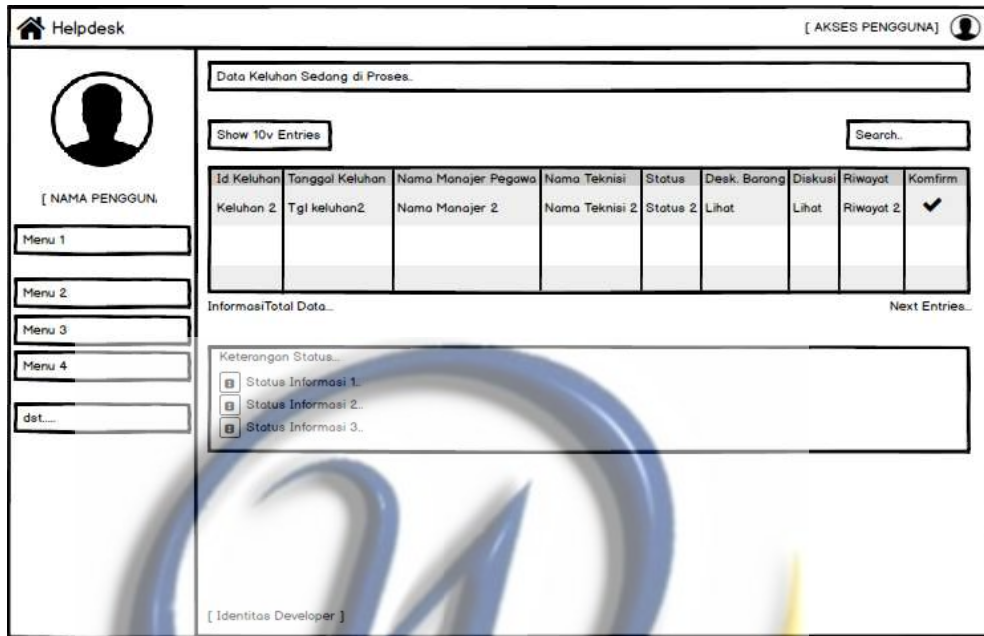 Helpdesk
[ AKSES PENGGUNA]
[ NAMA PENGGUN
Menu 1
Menu 2
Menu 3
Menu 4
dst.....
Data Keluhan Sedang di Proses..
Show 10v Entries
Search..
Id Keluhan Tanggal Keluhan Nama Manajer Pegawa Nama Teknisi Status Desk. Barang Diskusi Riwayat Komfirm
Keluhan 2 Tgl keluhan2 Nama Manajer 2 Nama Teknisi 2 Status 2 Lihat Lihat Riwayat 2
InformasiTotal Data...
Next Entries...
Keterangan Status...
Status Informasi 1..
Status Informasi 2..
Status Informasi 3..
[ Identitas Developer ]